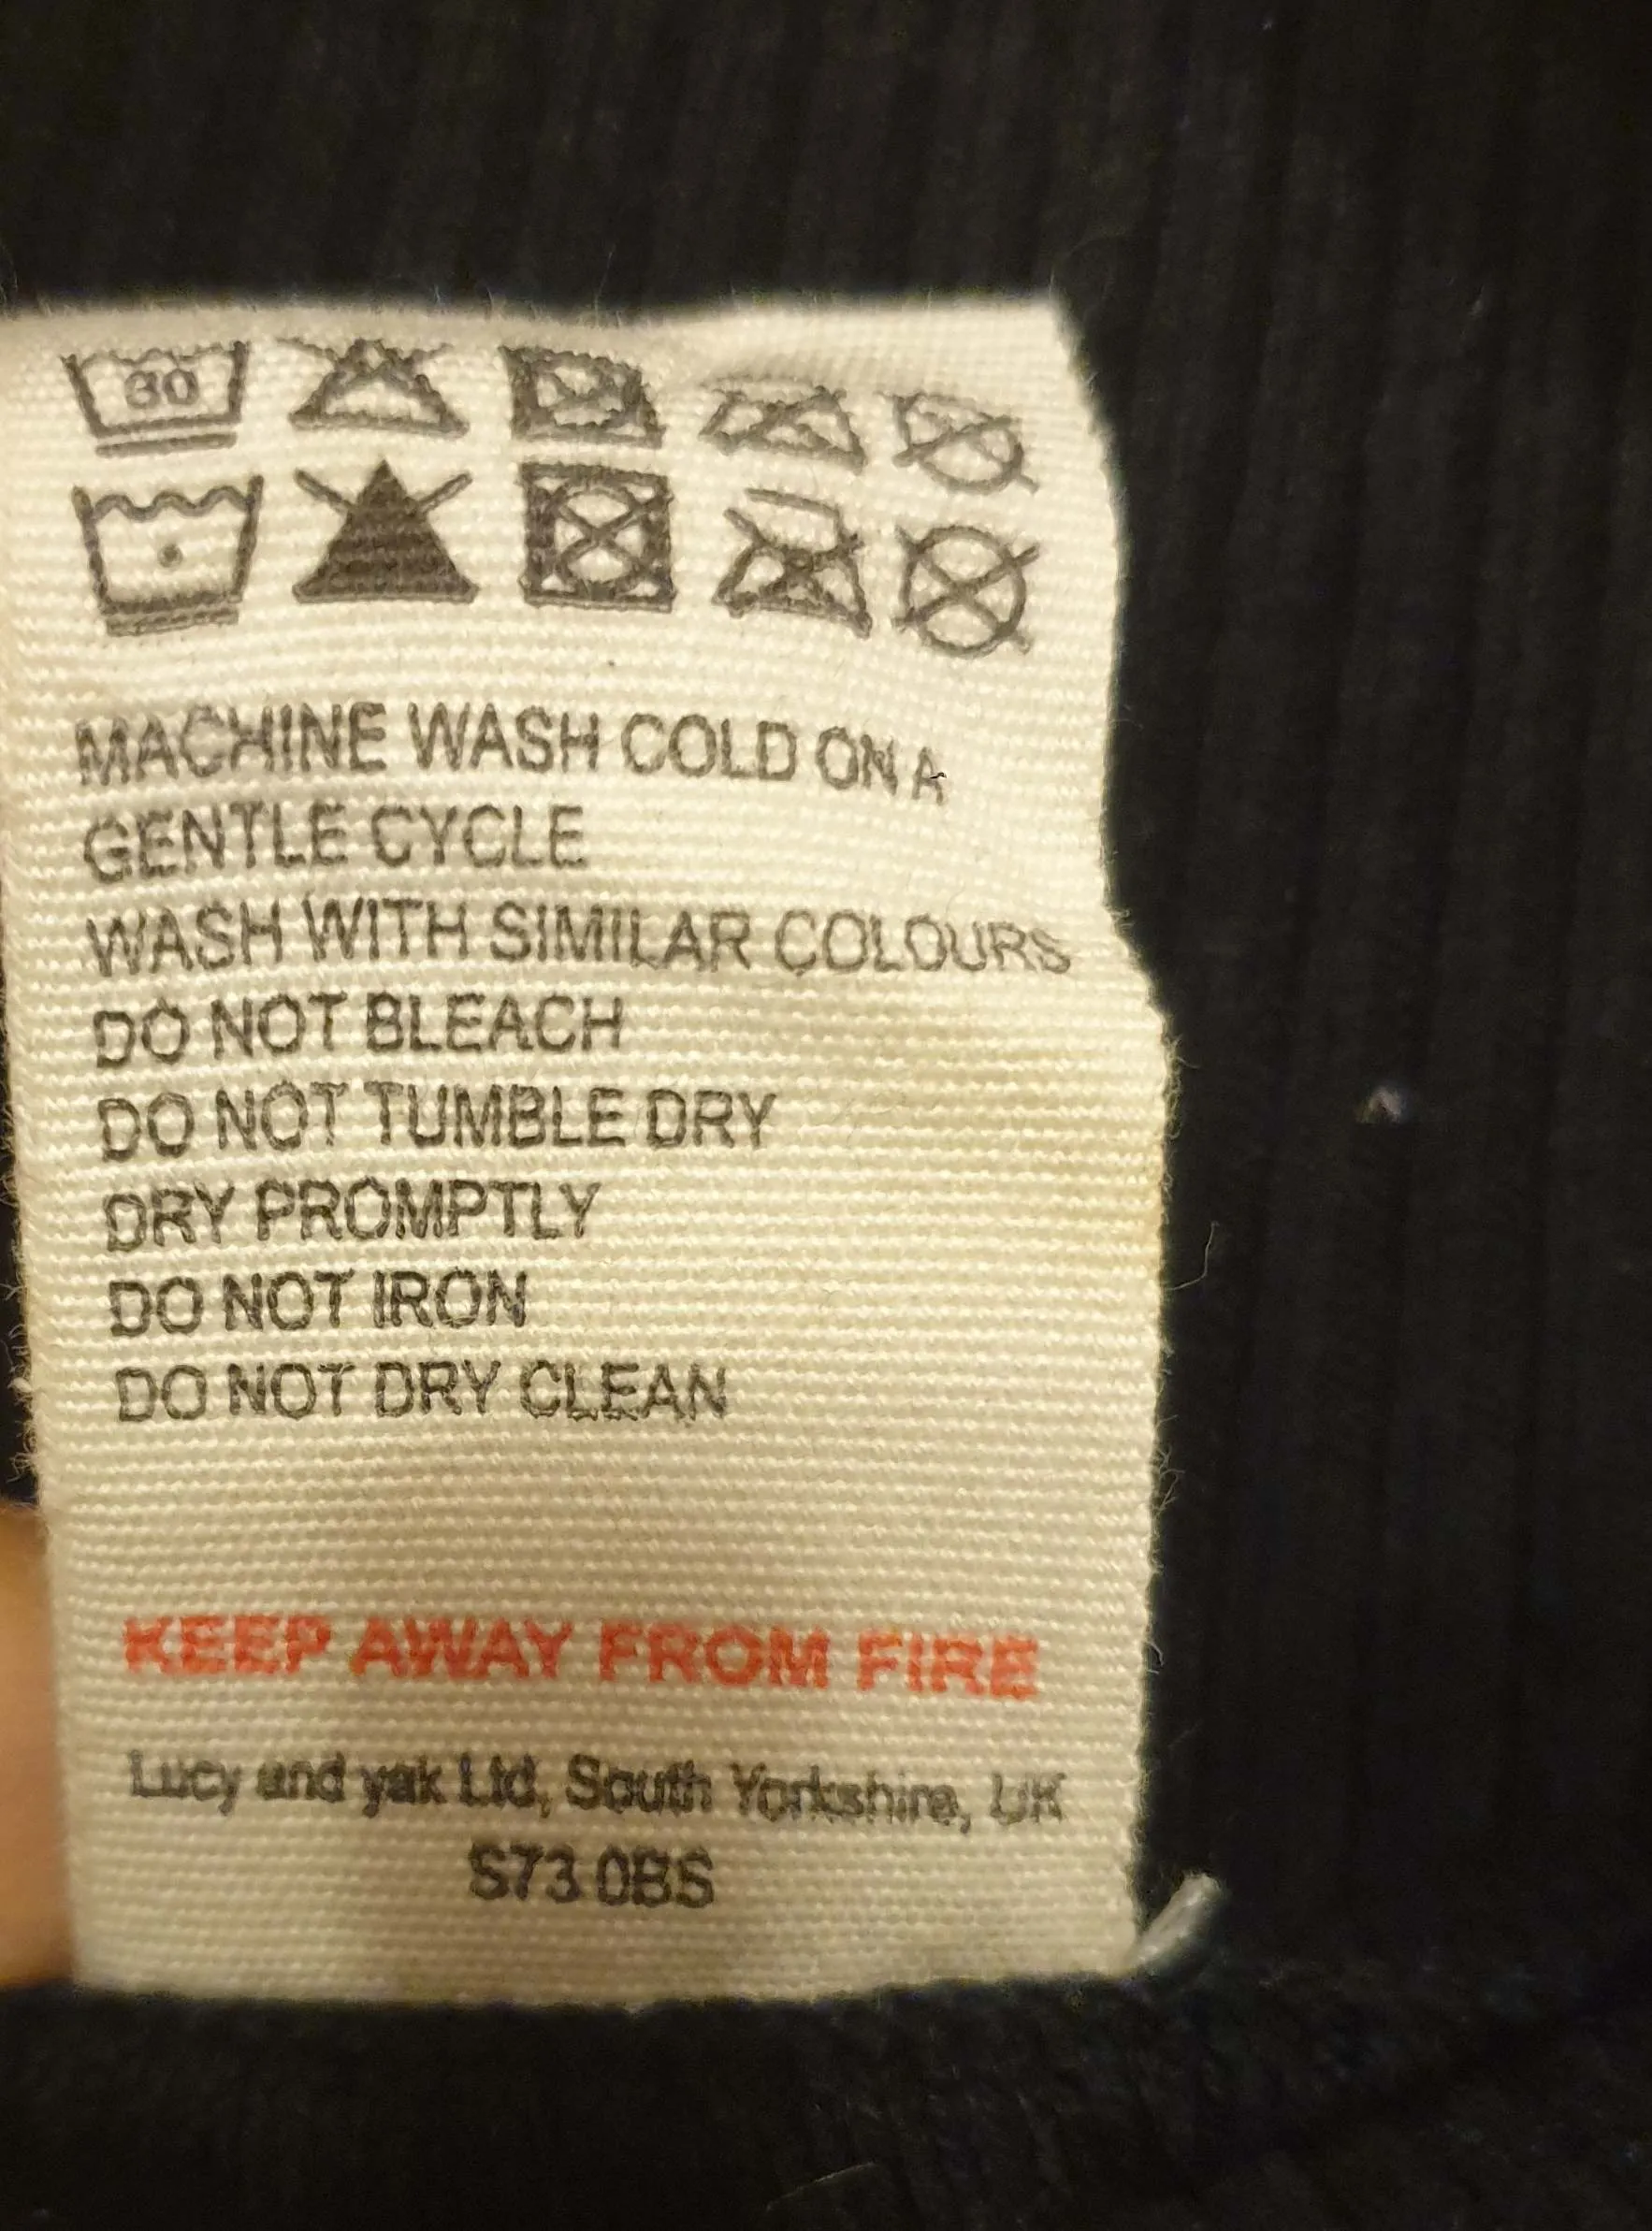 30
MACHINE WASH COLD ON A
GENTLE CYCLE
WASH WITH SIMILAR COLOURS
DO NOT BLEACH
DO NOT TUMBLE DRY
DRY PROMPTLY
DO NOT IRON
DO NOT DRY CLEAN
KEEP AWAY FROM FIRE
Lucy and yak Ltd, South Yorkshire, UK
S73 0BS